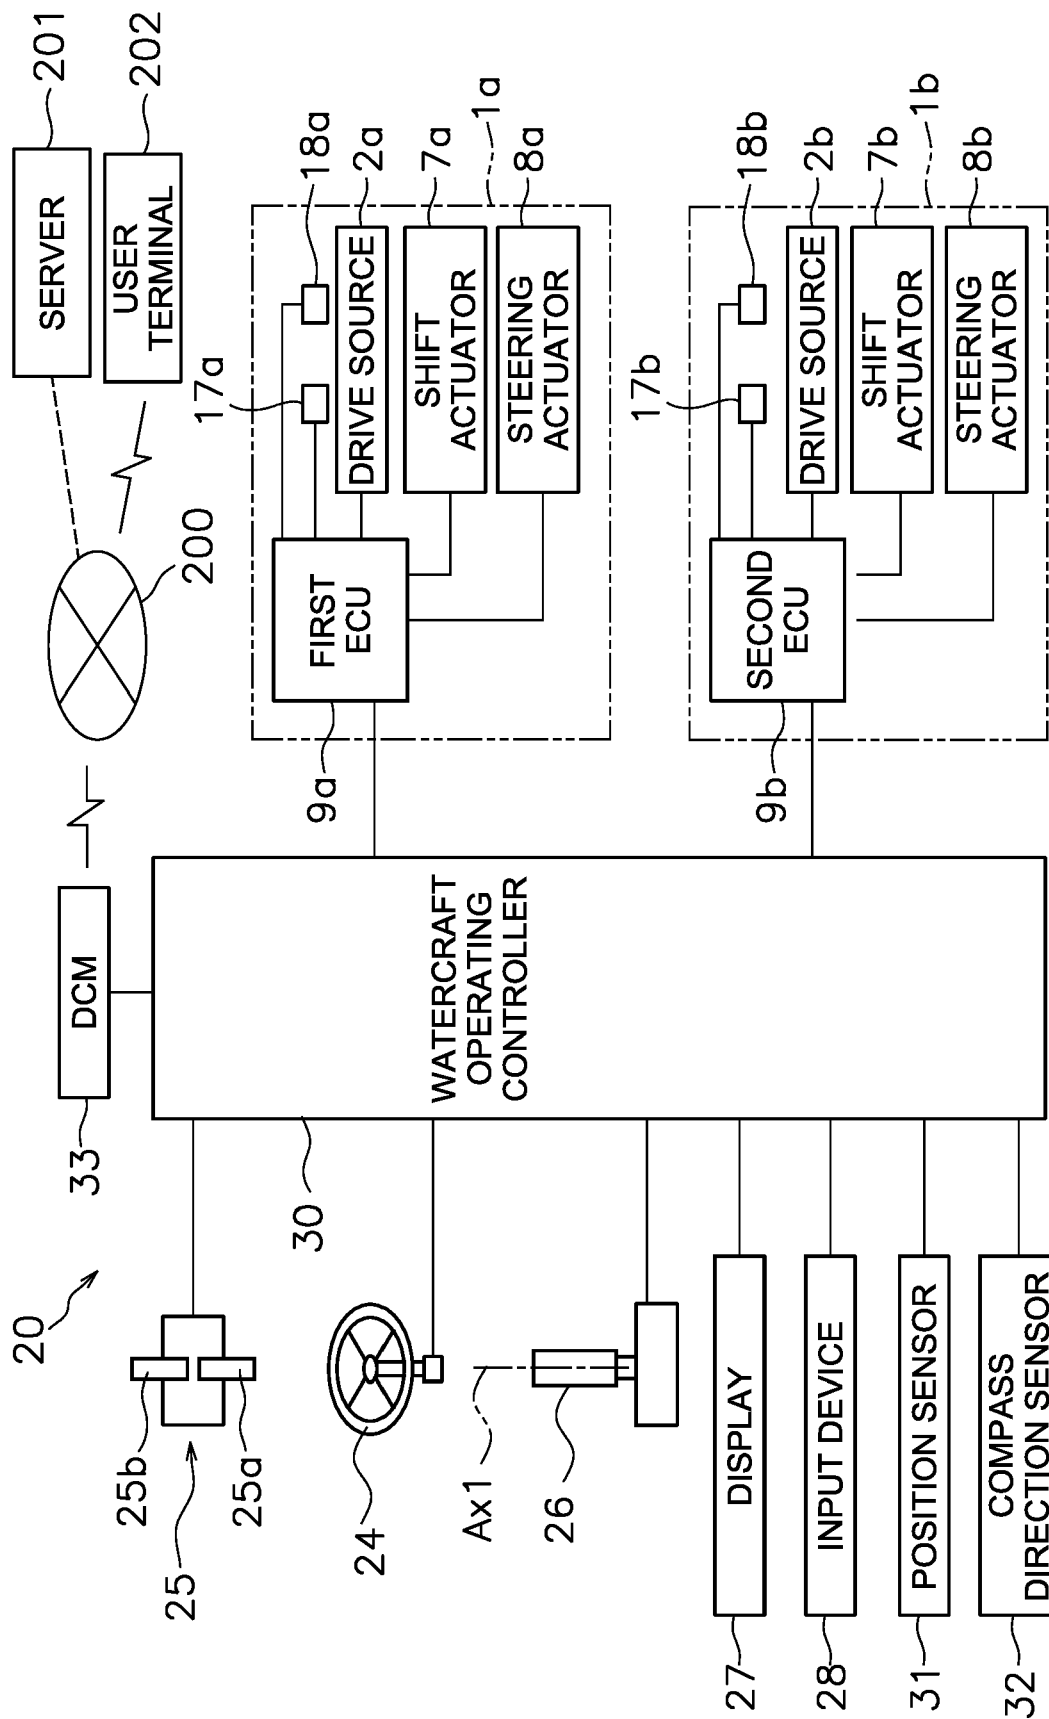 20
33
DCM
200
SERVER
201
USER
TERMINAL
202
25b
25
25a
24
Ax1
26
30
WATERCRAFT
OPERATING
CONTROLLER
27
DISPLAY
28
INPUT DEVICE
31
POSITION SENSOR
32
COMPASS
DIRECTION SENSOR
9a
FIRST
ECU
17a
18a
DRIVE SOURCE
2a
SHIFT
ACTUATOR
7a
1a
STEERING
ACTUATOR
8a
9b
SECOND
ECU
17b
18b
DRIVE SOURCE
2b
SHIFT
ACTUATOR
7b
1b
STEERING
ACTUATOR
8b